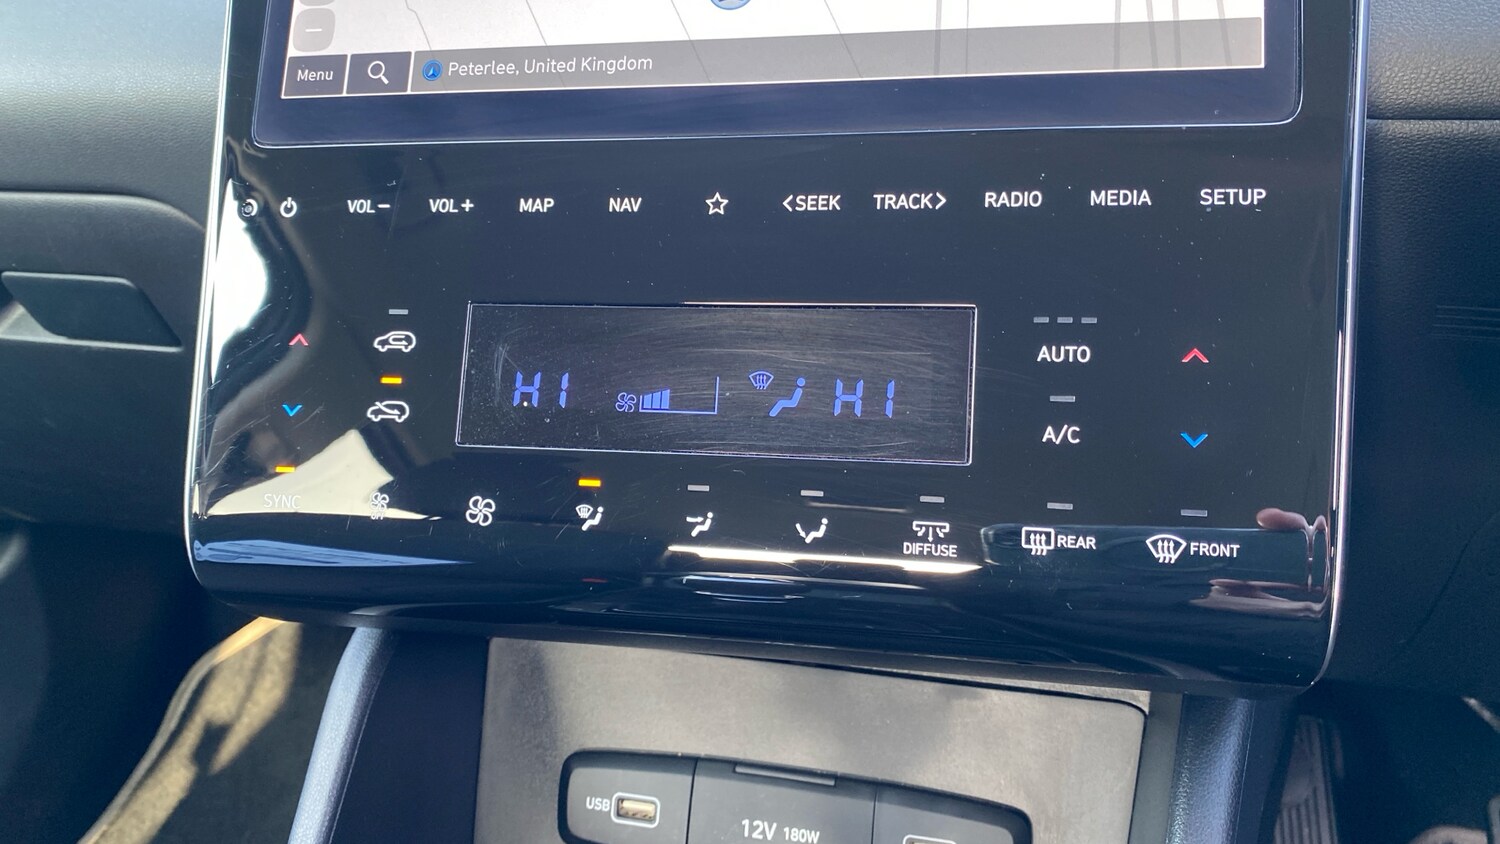 Menu
Peterlee, United Kingdom
VOL− VOL+ MAP NAV <SEEK TRACK> RADIO MEDIA SETUP
HI HI
AUTO
A/C
SYNC
DIFFUSE
REAR
FRONT
USB
12V 180W